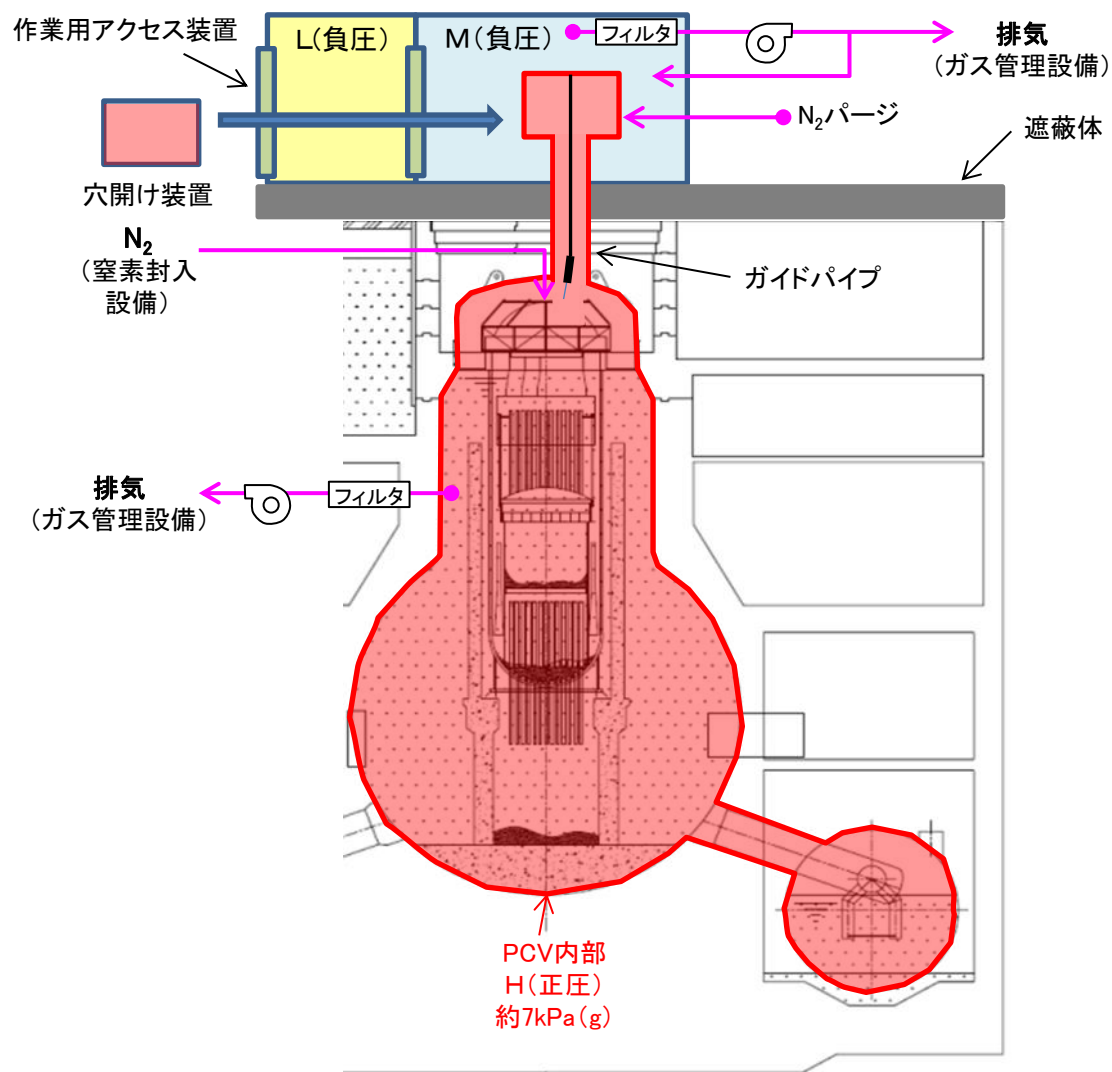 作業用アクセス装置
L(負圧)
M(負圧)
フィルタ
排気
(ガス管理設備)
N₂パージ
遮蔽体
穴開け装置
N₂
(窒素封入
設備)
ガイドパイプ
排気
(ガス管理設備)
フィルタ
PCV内部
H(正圧)
約7kPa(g)